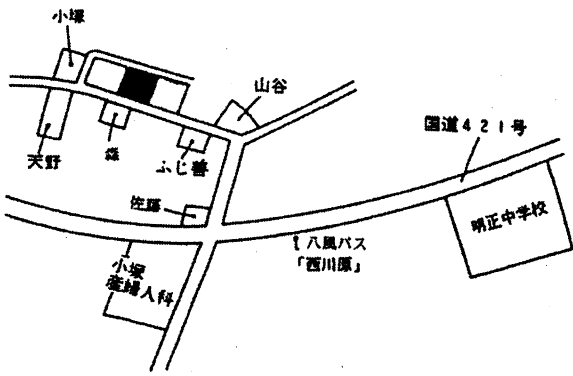 小塚
山谷
国道421号
天野
森
ふじ善
佐藤
明正中学校
八風バス
「西川原」
小塚
産婦人科